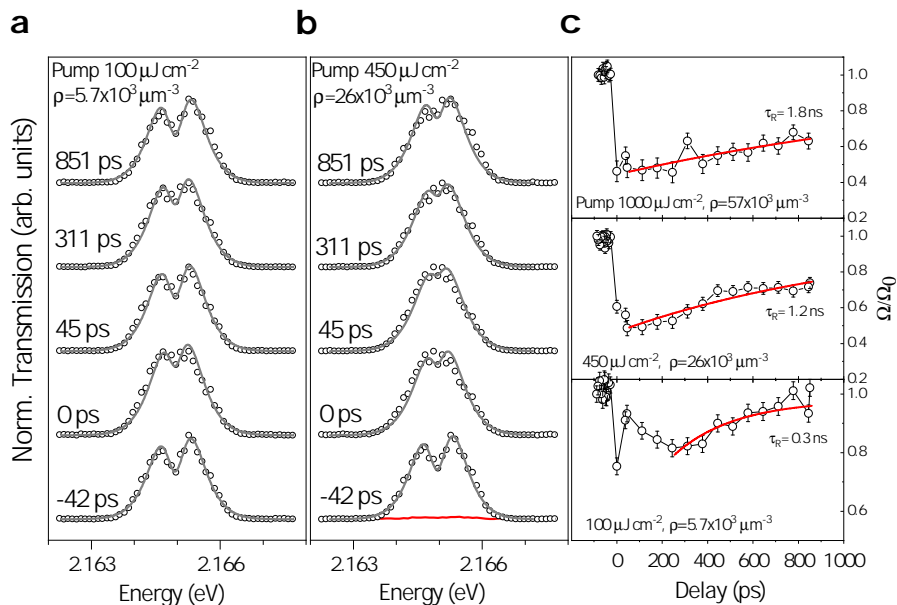 a
b
c
Norm. Transmission (arb. units)
Pump 100 μJ cm-2
ρ=5.7x10³ μm-3
851 ps
311 ps
45 ps
0 ps
-42 ps
2.163 2.166
Energy (eV)
Pump 450 μJ cm-2
ρ=26x10³ μm-3
851 ps
311 ps
45 ps
0 ps
-42 ps
2.163 2.166
Energy (eV)
τR=1.8 ns
Pump 1000 μJ cm-2, ρ=57x10³ μm-3
1.0
0.8
0.6
0.4
0.2
τR=1.2 ns
450 μJ cm-2, ρ=26x10³ μm-3
1.0
0.8
0.6
0.4
0.2
Ω/Ω0
τR=0.3 ns
100 μJ cm-2, ρ=5.7x10³ μm-3
1.0
0.8
0.6
0 200 400 600 800 1000
Delay (ps)